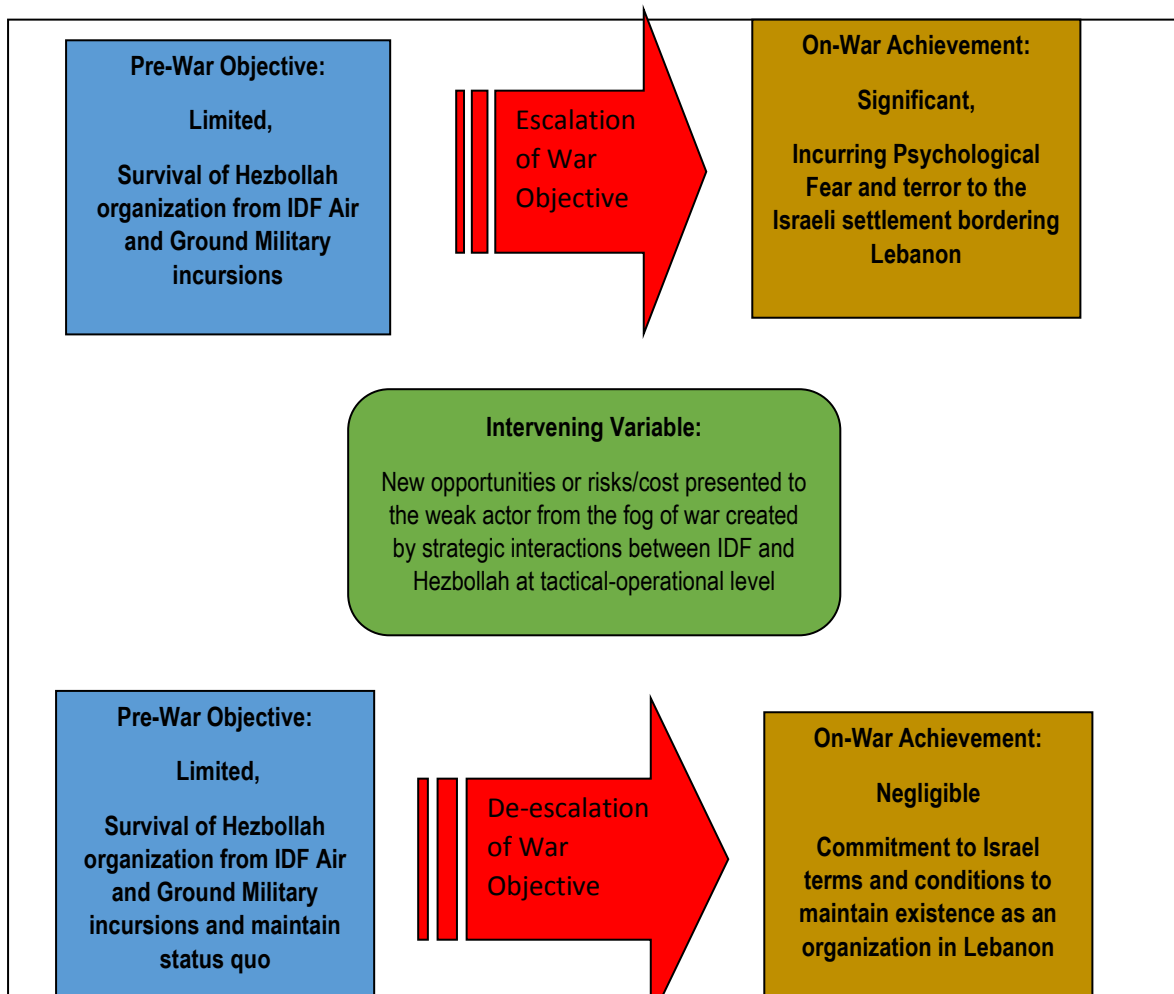 Pre-War Objective:
Limited,
Survival of Hezbollah
organization from IDF Air
and Ground Military
incursions
Escalation
of War
Objective
On-War Achievement:
Significant,
Incurring Psychological
Fear and terror to the
Israeli settlement bordering
Lebanon
Intervening Variable:
New opportunities or risks/cost presented to
the weak actor from the fog of war created
by strategic interactions between IDF and
Hezbollah at tactical-operational level
Pre-War Objective:
Limited,
Survival of Hezbollah
organization from IDF Air
and Ground Military
incursions and maintain
status quo
De-escalation
of War
Objective
On-War Achievement:
Negligible
Commitment to Israel
terms and conditions to
maintain existence as an
organization in Lebanon